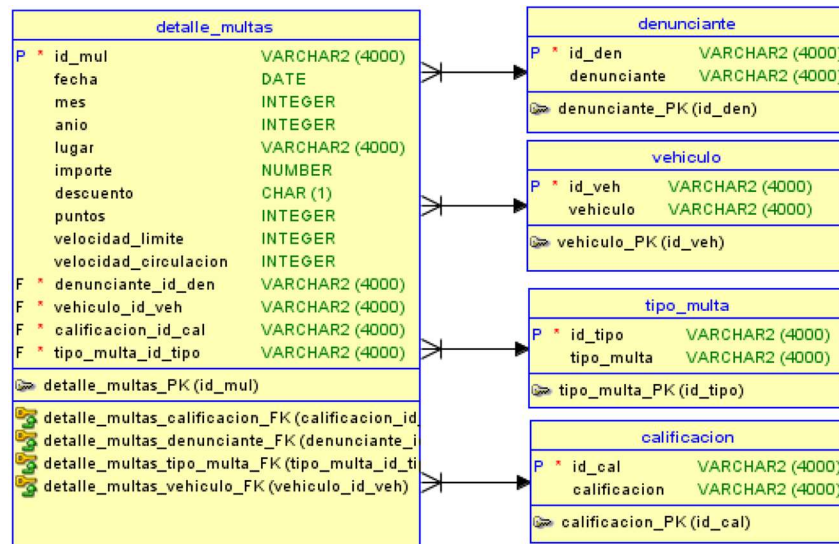 detalle_multas
P * id_mul VARCHAR2 (4000)
fecha DATE
mes INTEGER
anio INTEGER
lugar VARCHAR2 (4000)
importe NUMBER
descuento CHAR (1)
puntos INTEGER
velocidad_limite INTEGER
velocidad_circulacion INTEGER
F * denunciante_id_den VARCHAR2 (4000)
F * vehiculo_id_veh VARCHAR2 (4000)
F * calificacion_id_cal VARCHAR2 (4000)
F * tipo_multa_id_tipo VARCHAR2 (4000)
detalle_multas_PK (id_mul)
detalle_multas_calificacion_FK (calificacion_id_
detalle_multas_denunciante_FK (denunciante_i
detalle_multas_tipo_multa_FK (tipo_multa_id_ti
detalle_multas_vehiculo_FK (vehiculo_id_veh)
denunciante
P * id_den VARCHAR2 (4000)
denunciante VARCHAR2 (4000)
denunciante_PK (id_den)
vehiculo
P * id_veh VARCHAR2 (4000)
vehiculo VARCHAR2 (4000)
vehiculo_PK (id_veh)
tipo_multa
P * id_tipo VARCHAR2 (4000)
tipo_multa VARCHAR2 (4000)
tipo_multa_PK (id_tipo)
calificacion
P * id_cal VARCHAR2 (4000)
calificacion VARCHAR2 (4000)
calificacion_PK (id_cal)